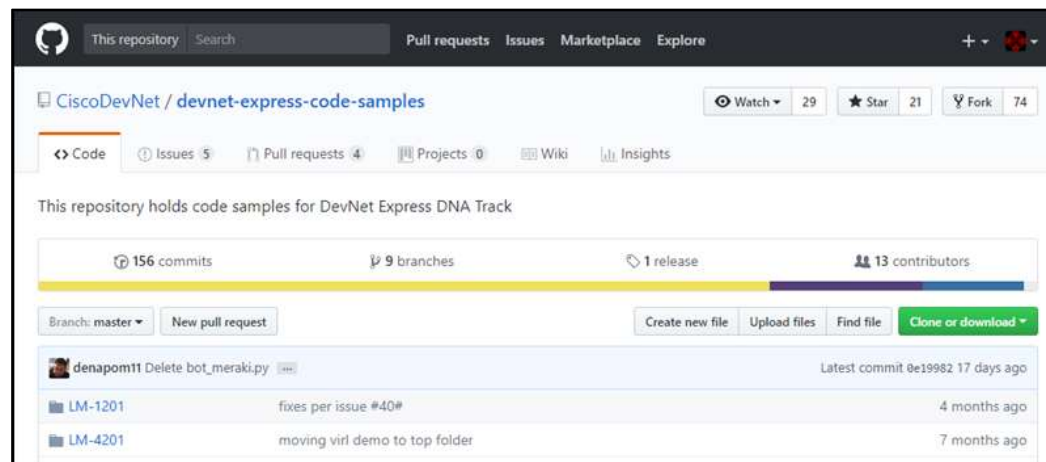 This repository Search Pull requests Issues Marketplace Explore
CiscoDevNet / devnet-express-code-samples Watch 29 Star 21 Fork 74
<> Code Issues 5 Pull requests 4 Projects 0 Wiki Insights
This repository holds code samples for DevNet Express DNA Track
156 commits 9 branches 1 release 13 contributors
Branch: master New pull request Create new file Upload files Find file Clone or download
denapom11 Delete bot_meraki.py ... Latest commit 0e19982 17 days ago
LM-1201 fixes per issue #40# 4 months ago
LM-4201 moving virl demo to top folder 7 months ago